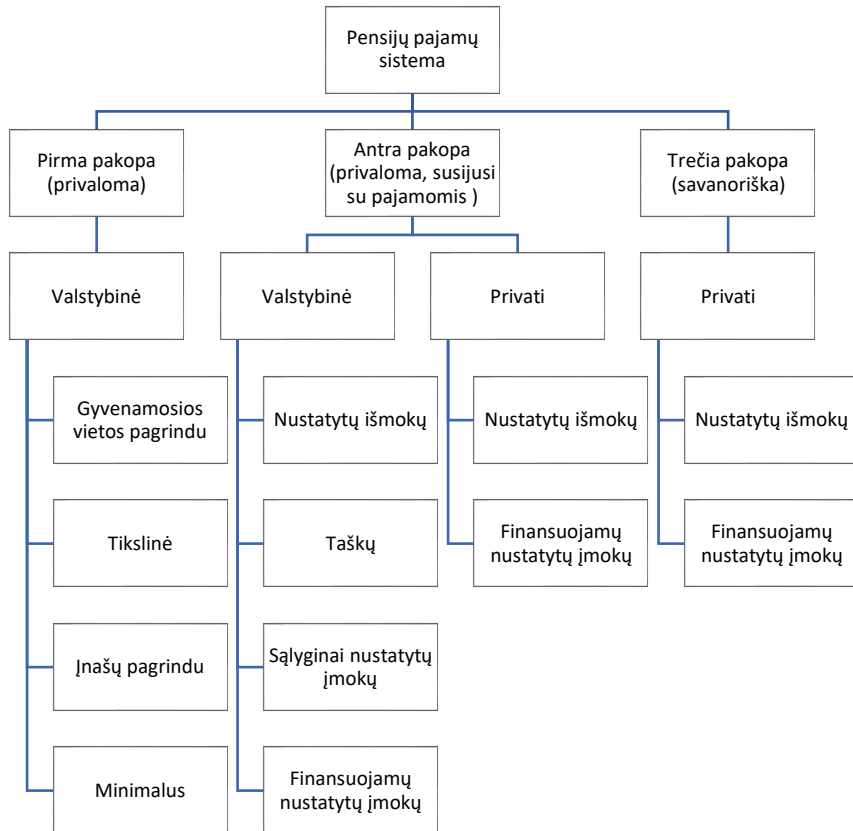 Pensijų pajamų
sistema
Pirma pakopa
(privaloma)
Antra pakopa
(privaloma, susijusi
su pajamomis )
Trečia pakopa
(savanoriška)
Valstybinė
Valstybinė
Privati
Privati
Gyvenamosios
vietos pagrindu
Nustatytų išmokų
Nustatytų išmokų
Nustatytų išmokų
Tikslinė
Taškų
Finansuojamų
nustatytų įmokų
Finansuojamų
nustatytų įmokų
Įnašų pagrindu
Sąlyginai nustatytų
įmokų
Minimalus
Finansuojamų
nustatytų įmokų